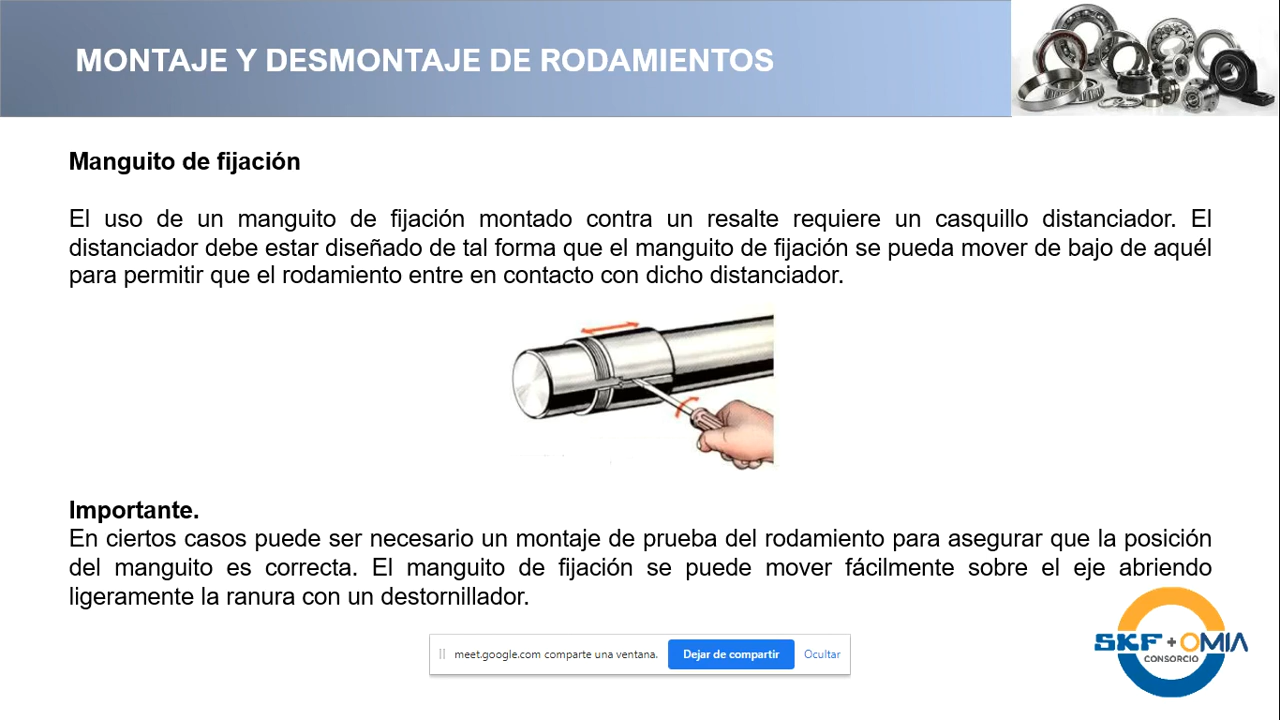 MONTAJE Y DESMONTAJE DE RODAMIENTOS
Manguito de fijación
El uso de un manguito de fijación montado contra un resalte requiere un casquillo distanciador. El
distanciador debe estar diseñado de tal forma que el manguito de fijación se pueda mover de bajo de aquél
para permitir que el rodamiento entre en contacto con dicho distanciador.
Importante.
En ciertos casos puede ser necesario un montaje de prueba del rodamiento para asegurar que la posición
del manguito es correcta. El manguito de fijación se puede mover fácilmente sobre el eje abriendo
ligeramente la ranura con un destornillador.
meet.google.com comparte una ventana. Dejar de compartir Ocultar
SKF + OMIA
CONSORCIO